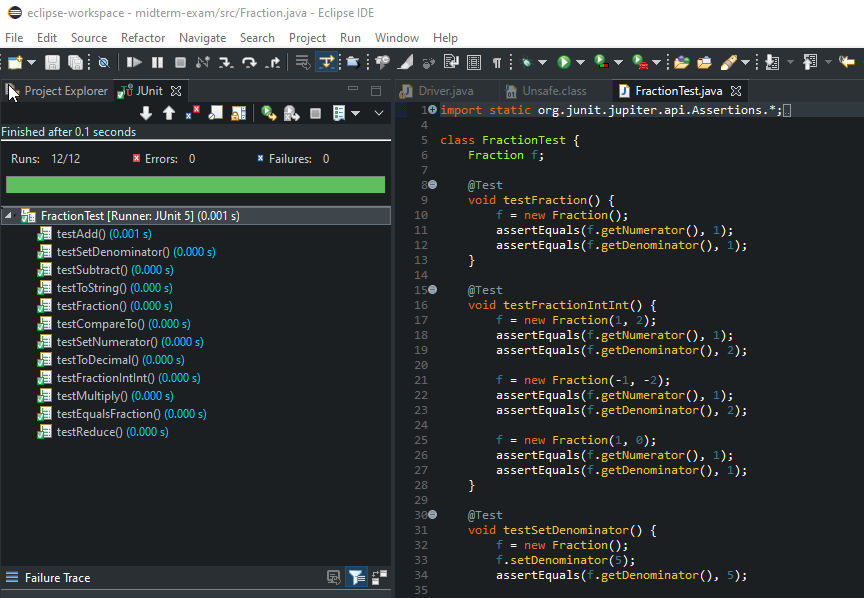 eclipse-workspace - midterm-exam/src/Fraction.java - Eclipse IDE
File Edit Source Refactor Navigate Search Project Run Window Help
Project Explorer JUnit
Driver.java Unsafe.class FractionTest.java
Finished after 0.1 seconds
Runs: 12/12 Errors: 0 Failures: 0
FractionTest [Runner: JUnit 5] (0.001 s)
testAdd() (0.001 s)
testSetDenominator() (0.000 s)
testSubtract() (0.000 s)
testToString() (0.000 s)
testFraction() (0.000 s)
testCompareTo() (0.000 s)
testSetNumerator() (0.000 s)
testToDecimal() (0.000 s)
testFractionIntInt() (0.000 s)
testMultiply() (0.000 s)
testEqualsFraction() (0.000 s)
testReduce() (0.000 s)
Failure Trace
1 import static org.junit.jupiter.api.Assertions.*;
4
5 class FractionTest {
6 Fraction f;
7
8 @Test
9 void testFraction() {
10 f = new Fraction();
11 assertEquals(f.getNumerator(), 1);
12 assertEquals(f.getDenominator(), 1);
13 }
14
15 @Test
16 void testFractionIntInt() {
17 f = new Fraction(1, 2);
18 assertEquals(f.getNumerator(), 1);
19 assertEquals(f.getDenominator(), 2);
20
21 f = new Fraction(-1, -2);
22 assertEquals(f.getNumerator(), 1);
23 assertEquals(f.getDenominator(), 2);
24
25 f = new Fraction(1, 0);
26 assertEquals(f.getNumerator(), 1);
27 assertEquals(f.getDenominator(), 1);
28 }
29
30 @Test
31 void testSetDenominator() {
32 f = new Fraction();
33 f.setDenominator(5);
34 assertEquals(f.getDenominator(), 5);
35